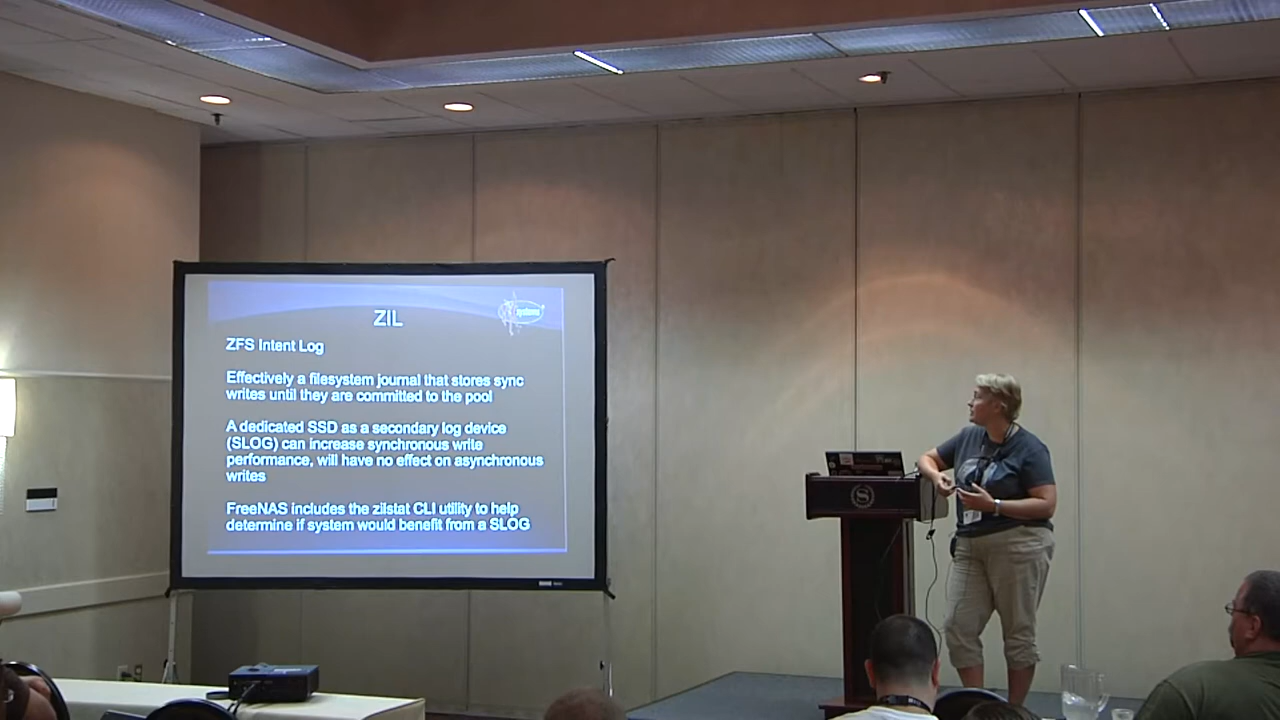 ZIL
systems
ZFS Intent Log
Effectively a filesystem journal that stores sync
writes until they are committed to the pool
A dedicated SSD as a secondary log device
(SLOG) can increase synchronous write
performance, will have no effect on asynchronous
writes
FreeNAS includes the zilstat CLI utility to help
determine if system would benefit from a SLOG
S